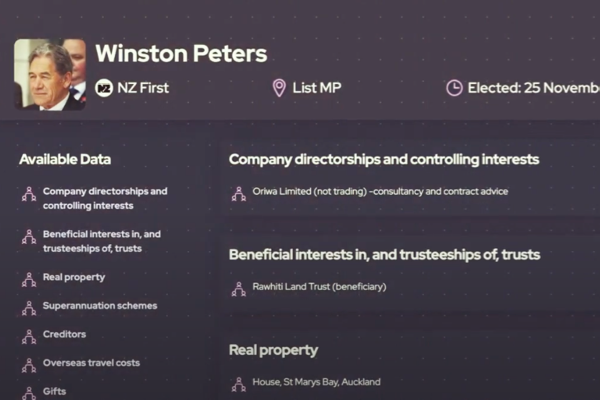 Winston Peters
NZ NZ First
List MP
Elected: 25 Novemb
Available Data
Company directorships and
controlling interests
Beneficial interests in, and
trusteeships of, trusts
Real property
Superannuation schemes
Creditors
Overseas travel costs
Gifts
Company directorships and controlling interests
Oriwa Limited (not trading) -consultancy and contract advice
Beneficial interests in, and trusteeships of, trusts
Rawhiti Land Trust (beneficiary)
Real property
House, St Marys Bay, Auckland